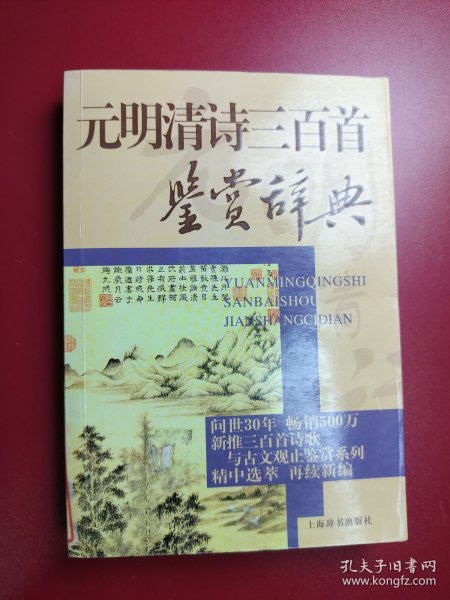 元明清诗三百首
鉴赏辞典
YUANMINGQINGSHI
SANBAISHOU
JIANSHANGCIDIAN
问世30年 畅销500万
新推三百首诗歌
与古文观止鉴赏系列
精中选萃 再续新编
上海辞书出版社
孔夫子旧书网
www.kongfz.com